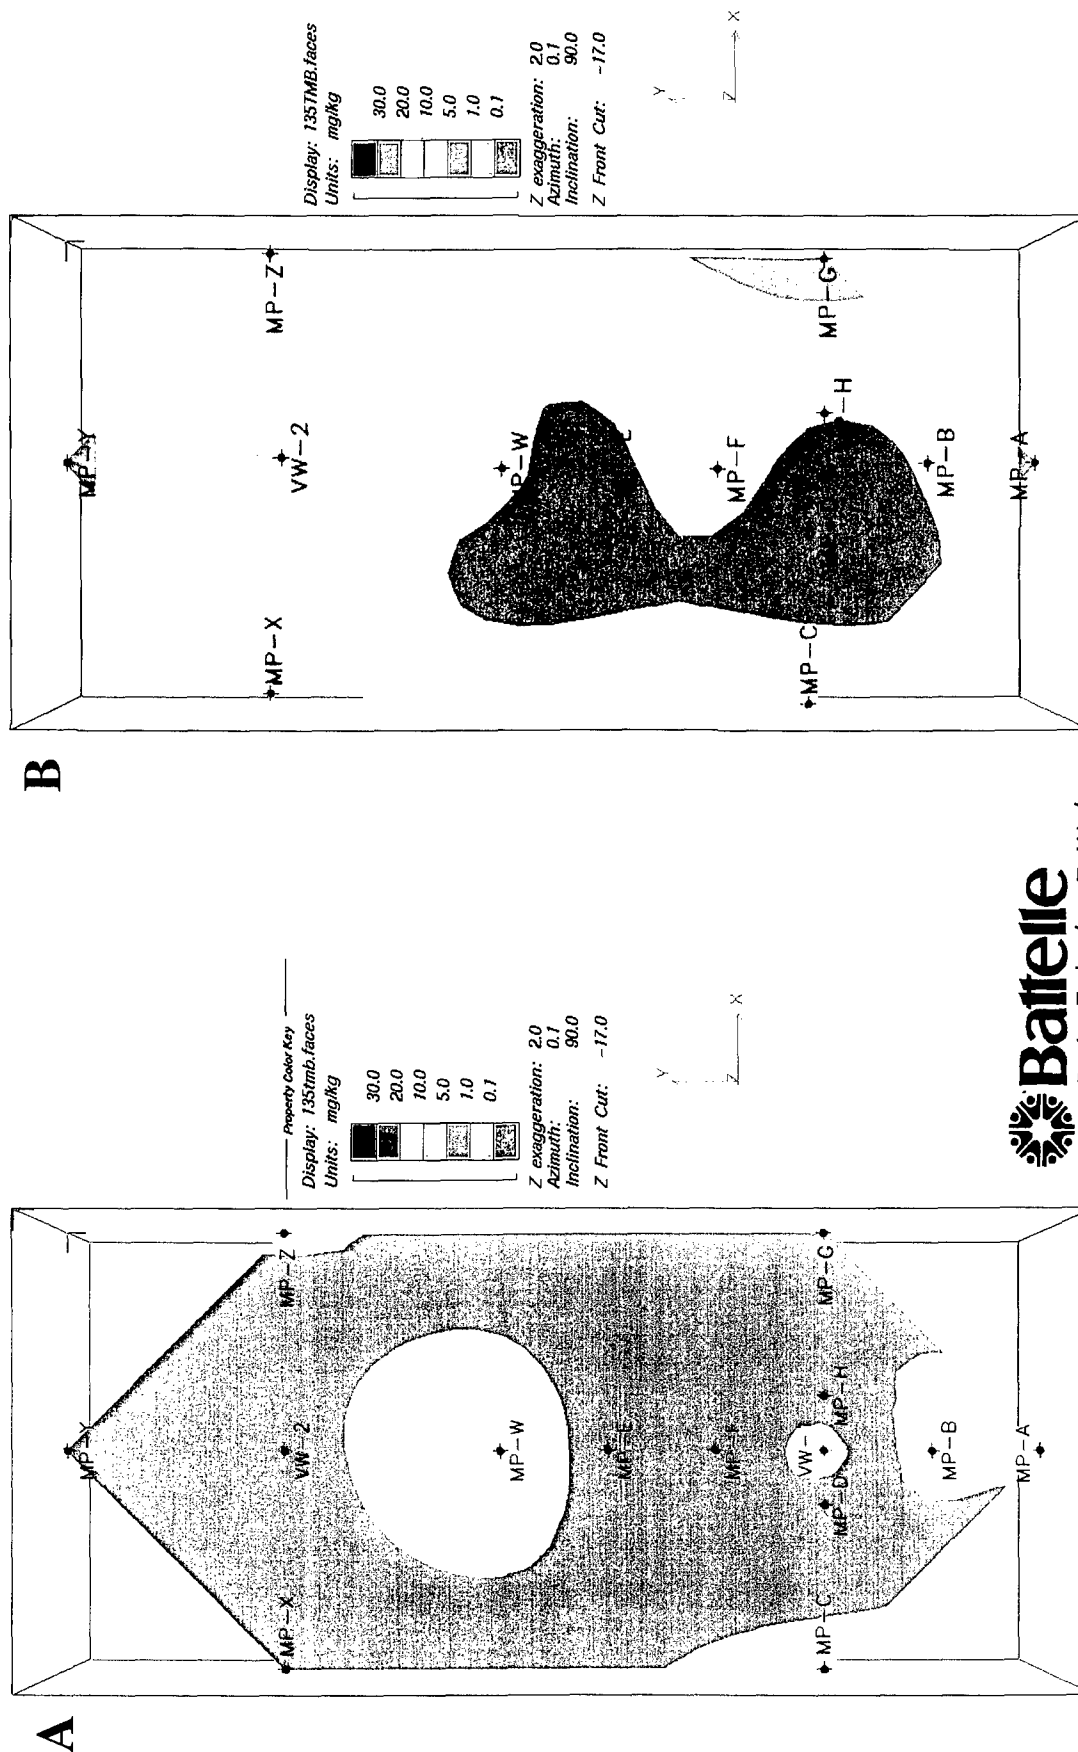 B
MP-Y
MP-X
VW-2
MP-Z
MP-W
MP-F
MP-C
-H
MP-G
MP-B
MP-A
Display: 135TMB.faces
Units: mg/kg
30.0
20.0
10.0
5.0
1.0
0.1
Z exaggeration: 2.0
Azimuth: 0.1
Inclination: 90.0
Z Front Cut: -17.0
Y
Z
X
A
MP-Y
MP-X
VW-2
MP-Z
MP-W
MP-E
MP-F
MP-C
MP-D
VW-
MP-H
MP-G
MP-B
MP-A
Property Color Key
Display: 135tmb.faces
Units: mg/kg
30.0
20.0
10.0
5.0
1.0
0.1
Z exaggeration: 2.0
Azimuth: 0.1
Inclination: 90.0
Z Front Cut: -17.0
Y
Z
X
Battelle